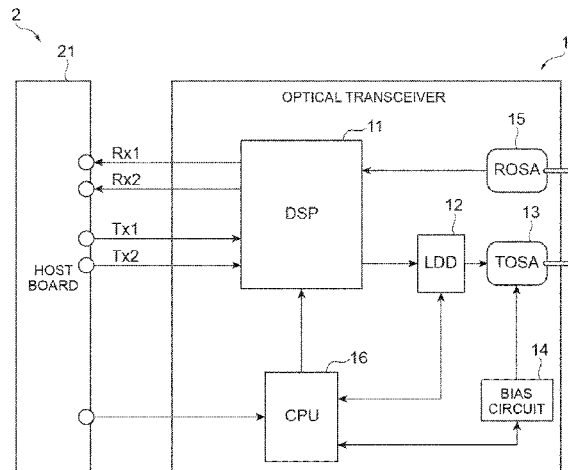 2
21
1
OPTICAL TRANSCEIVER
11
15
Rx1
ROSA
Rx2
DSP
12
13
Tx1
Tx2
LDD
TOSA
HOST
BOARD
16
14
CPU
BIAS
CIRCUIT